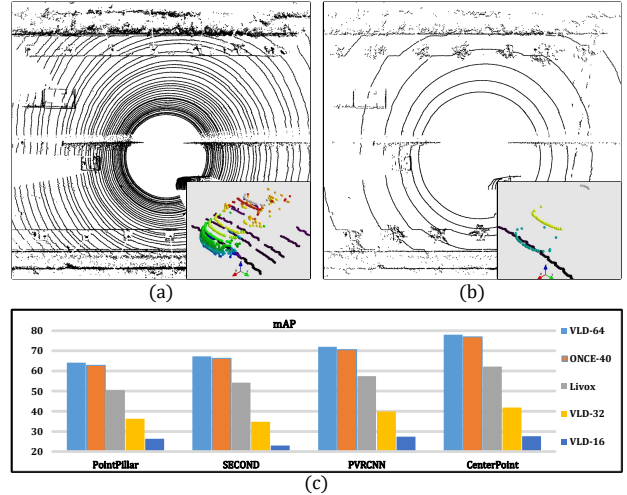 (a)
(b)
mAP
80
70
60
50
40
30
20
PointPillar
SECOND
PVRCNN
CenterPoint
VLD-64
ONCE-40
Livox
VLD-32
VLD-16
(c)